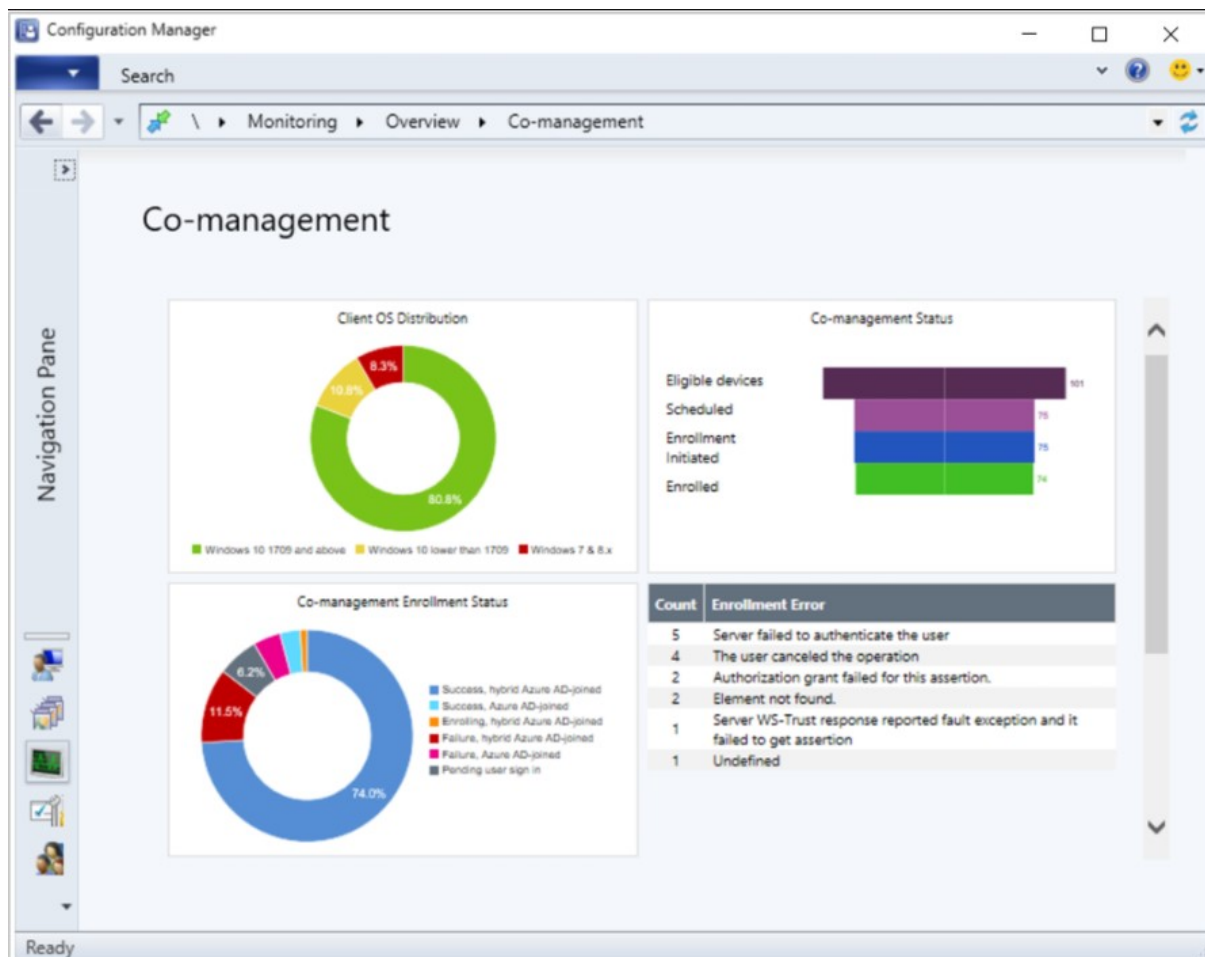 Configuration Manager
Search
\ Monitoring Overview Co-management
Navigation Pane
Co-management
Client OS Distribution
8.3%
10.8%
80.8%
Windows 10 1709 and above Windows 10 lower than 1709 Windows 7 & 8.x
Co-management Status
Eligible devices 101
Scheduled 75
Enrollment
Initiated 75
Enrolled 74
Co-management Enrollment Status
6.2%
11.5%
74.0%
Success, hybrid Azure AD-joined
Success, Azure AD-joined
Enrolling, hybrid Azure AD-joined
Failure, hybrid Azure AD-joined
Failure, Azure AD-joined
Pending user sign in
Count Enrollment Error
5 Server failed to authenticate the user
4 The user canceled the operation
2 Authorization grant failed for this assertion.
2 Element not found.
1 Server WS-Trust response reported fault exception and it
failed to get assertion
1 Undefined
Ready